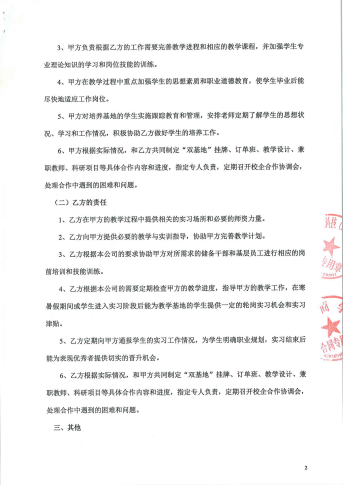 3、甲方负责根据乙方的工作需要完善教学进程和相应的教学课程，并加强学生专
业理论知识的学习和岗位技能的训练。
4、甲方在教学过程中重点加强学生的思想素质和职业道德教育，使学生毕业后能
尽快地适应工作岗位。
5、甲方对培养基地的学生实施跟踪教育和管理，安排老师定期了解学生的思想状
况、学习和工作情况，积极协助乙方做好学生的培养工作。
6、甲方根据实际情况，和乙方共同制定“双基地”挂牌、订单班、教学设计、兼
职教师、科研项目等具体合作内容和进度，指定专人负责，定期召开校企合作协调会，
处理合作中遇到的困难和问题。
（二）乙方的责任
1、乙方在甲方的教学过程中提供相关的实习场所和必要的师资力量。
2、乙方向甲方提供必要的教学与实训指导，协助甲方完善教学计划。
3、乙方根据本公司的要求协助甲方对所需求的储备干部和基层员工进行相应的岗
前培训和技能训练。
4、乙方根据本公司的需要定期检查甲方的教学进度，指导甲方的教学工作，在寒
暑假期间或学生进入实习阶段后能为教学基地的学生提供一定的轮岗实习机会和实习
津贴。
5、乙方定期向甲方通报学生的实习工作情况，为学生明确职业规划，实习结束后
能为表现优秀者提供切实的晋升机会。
6、乙方根据实际情况，和甲方共同制定“双基地”挂牌、订单班、教学设计、兼
职教师、科研项目等具体合作内容和进度，指定专人负责，定期召开校企合作协调会，
处理合作中遇到的困难和问题。
三、其他
2